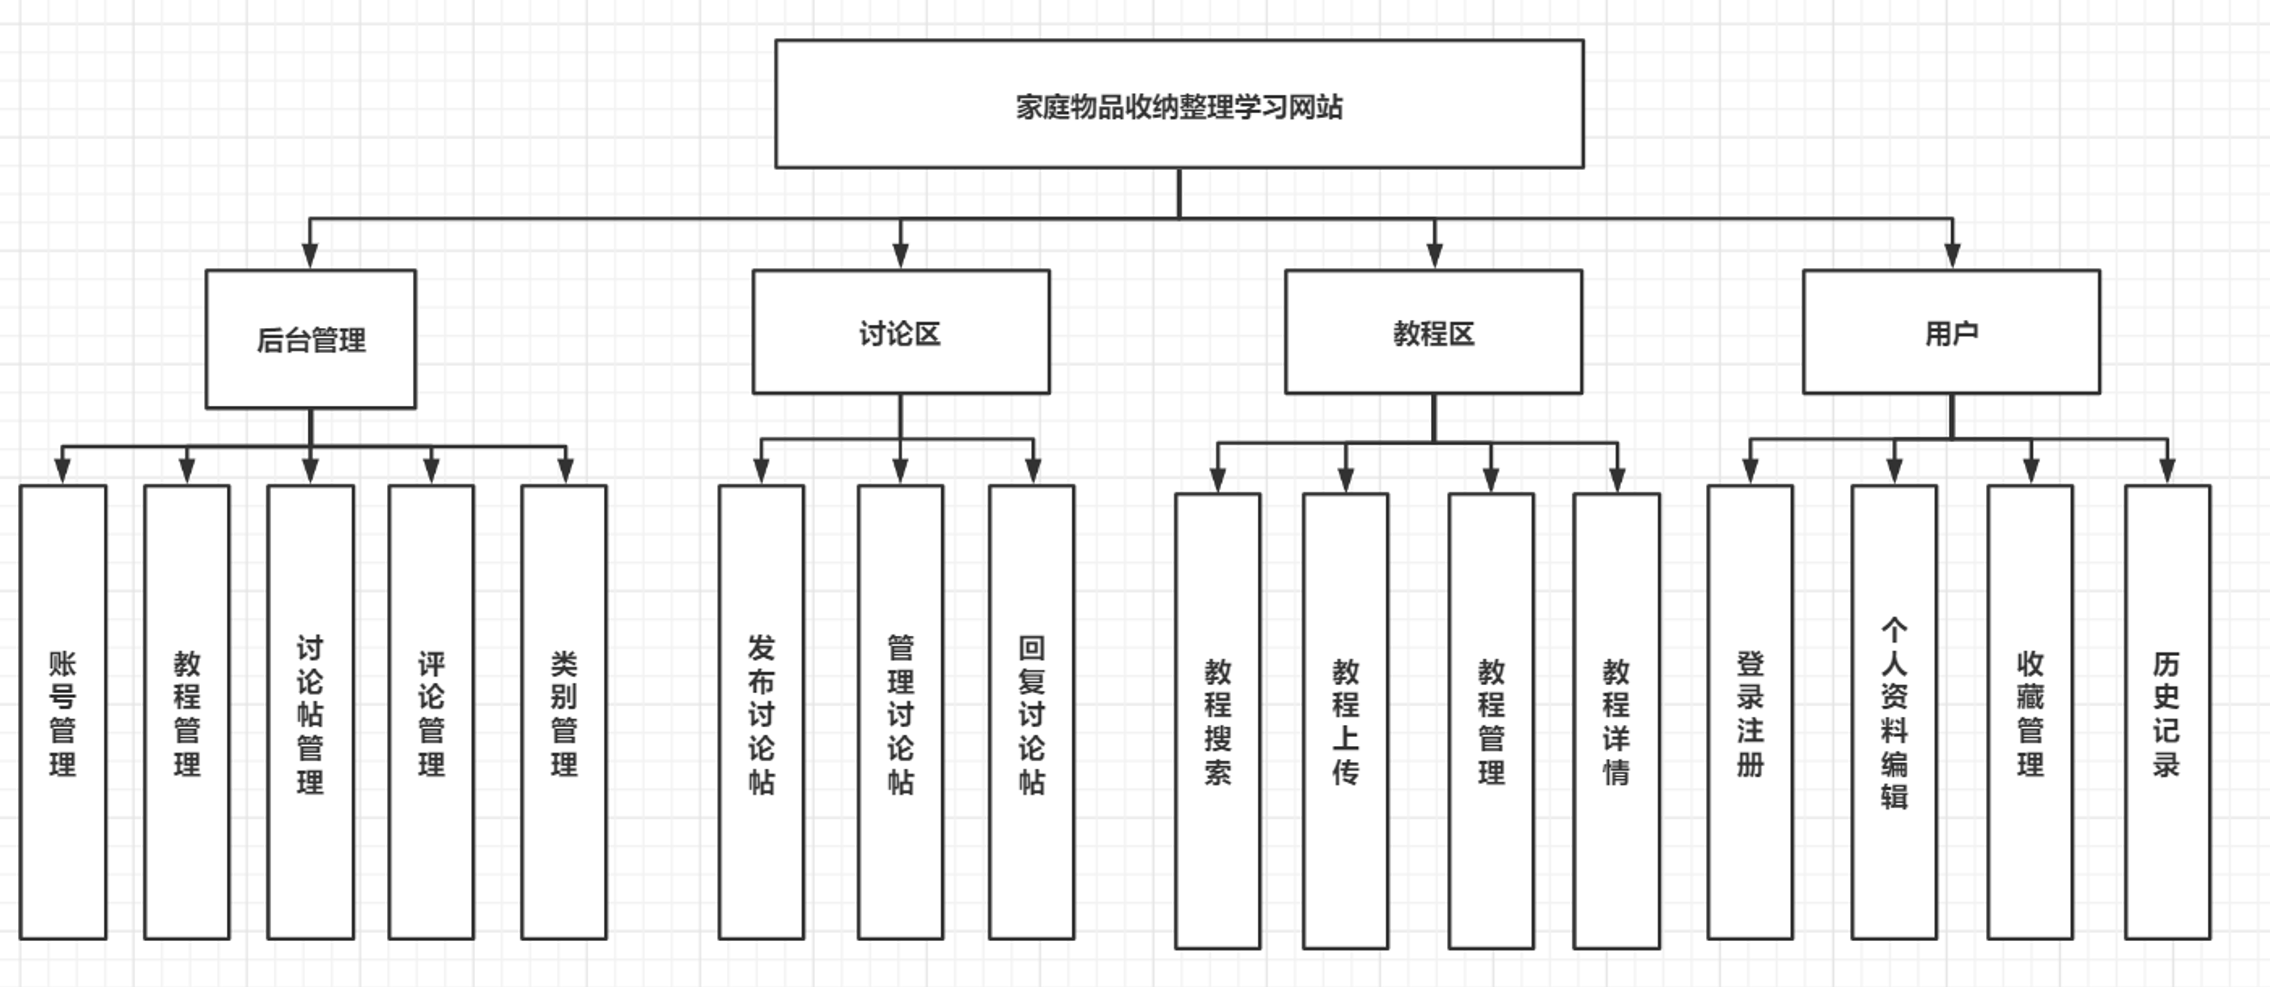 家庭物品收纳整理学习网站
后台管理
讨论区
教程区
用户
账号管理
教程管理
讨论帖管理
评论管理
类别管理
发布讨论帖
管理讨论帖
回复讨论帖
教程搜索
教程上传
教程管理
教程详情
登录注册
个人资料编辑
收藏管理
历史记录